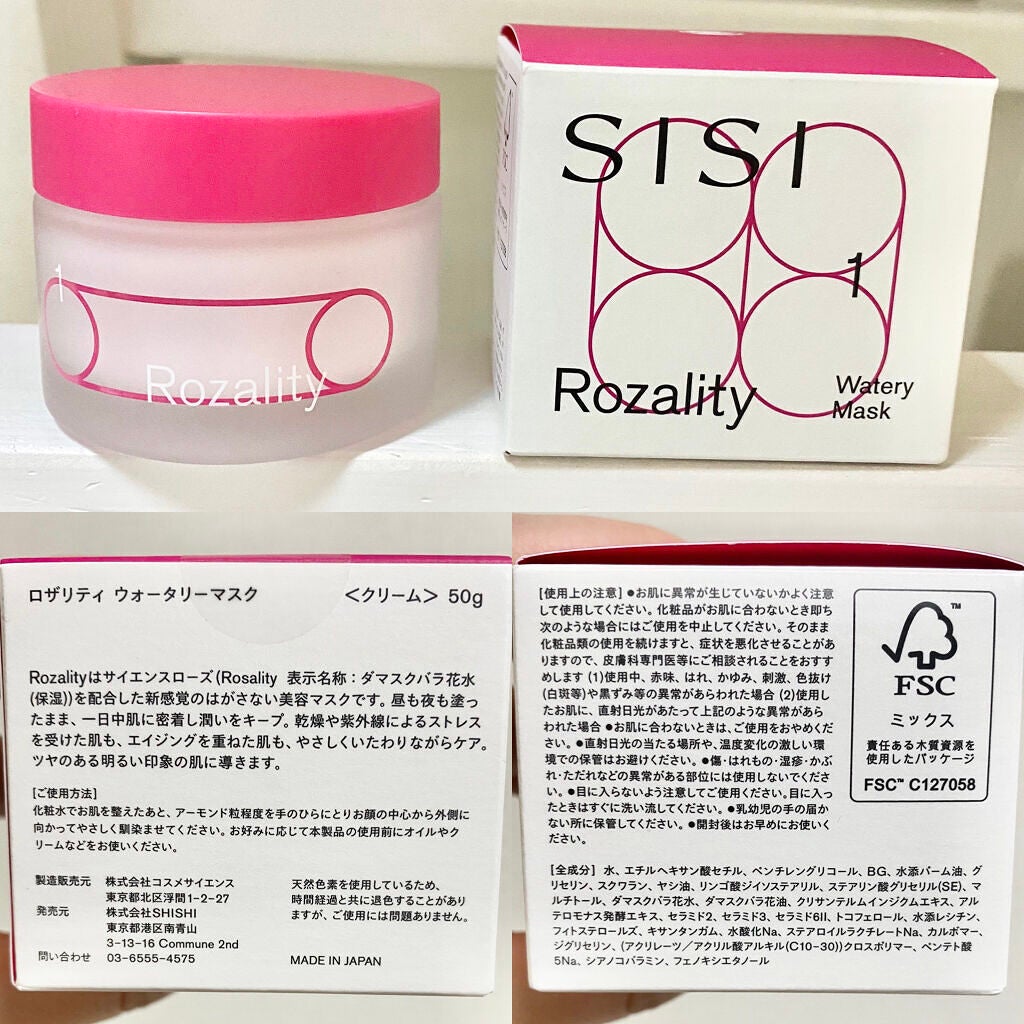 1
Rozality
SISI
1
Rozality
Watery
Mask
ロザリティ ウォータリーマスク
＜クリーム＞ 50g
Rozalityはサイエンスローズ（Rosality 表示名称：ダマスクバラ花水
(保湿))を配合した新感覚のはがさない美容マスクです。昼も夜も塗っ
たまま、一日中肌に密着し潤いをキープ。乾燥や紫外線によるストレス
を受けた肌も、エイジングを重ねた肌も、やさしくいたわりながらケア。
ツヤのある明るい印象の肌に導きます。
[ご使用方法]
化粧水でお肌を整えたあと、アーモンド粒程度を手のひらにとりお顔の中心から外側に
向かってやさしく馴染ませてください。お好みに応じて本製品の使用前にオイルやク
リームなどをお使いください。
製造販売元 株式会社コスメサイエンス
東京都北区浮間1-2-27
発売元 株式会社SHISHI
東京都港区南青山
3-13-16 Commune 2nd
問い合わせ 03-6555-4575
天然色素を使用しているため、
時間経過と共に退色することがあり
ますが、ご使用には問題ありません。
MADE IN JAPAN
[使用上の注意] ●お肌に異常が生じていないかよく注意
して使用してください。化粧品がお肌に合わないとき即ち
次のような場合にはご使用を中止してください。そのまま
化粧品類の使用を続けますと、症状を悪化させることがあ
りますので、皮膚科専門医等にご相談されることをおすす
めします (1)使用中、赤味、はれ、かゆみ、刺激、色抜け
(白斑等)や黒ずみ等の異常があらわれた場合 (2)使用し
たお肌に、直射日光があたって上記のような異常があら
われた場合 ●お肌に合わないときは、ご使用をおやめくだ
さい。●直射日光の当たる場所や、温度変化の激しい環
境での保管はお避けください。●傷・はれもの・湿疹・かぶ
れ・ただれなどの異常がある部位には使用しないでくださ
い。●目に入らないよう注意してご使用ください。目に入っ
たときはすぐに洗い流してください。●乳幼児の手の届か
ない所に保管してください。●開封後はお早めにお使いく
ださい。
TM
FSC
ミックス
責任ある木質資源を
使用したパッケージ
FSC™ C127058
[全成分] 水、エチルヘキサン酸セチル、ペンチレングリコール、BG、水添パーム油、グ
リセリン、スクワラン、ヤシ油、リンゴ酸ジイソステアリル、ステアリン酸グリセリル(SE)、マ
ルチトール、ダマスクバラ花水、ダマスクバラ花油、クリサンテルムインジクムエキス、アル
テロモナス発酵エキス、セラミド2、セラミド3、セラミド6II、トコフェロール、水添レシチン、
フィトステロールズ、キサンタンガム、水酸化Na、ステアロイルラクチレートNa、カルボマー、
ジグリセリン、(アクリレーツ／アクリル酸アルキル(C10-30))クロスポリマー、ペンテト酸
5Na、シアノコバラミン、フェノキシエタノール